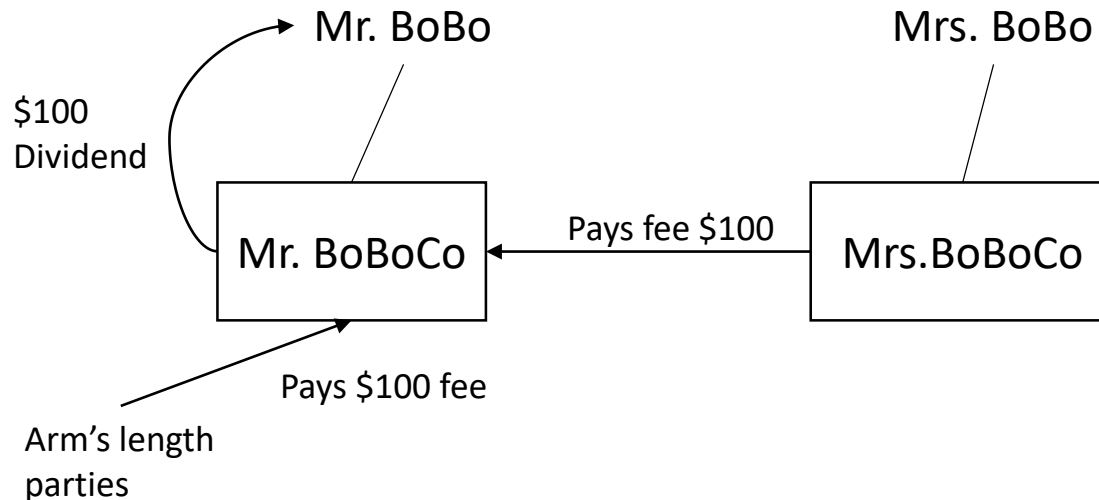 Mr. BoBo
Mrs. BoBo
$100
Dividend
Pays fee $100
Mr. BoBoCo
Mrs.BoBoCo
Pays $100 fee
Arm’s length
parties